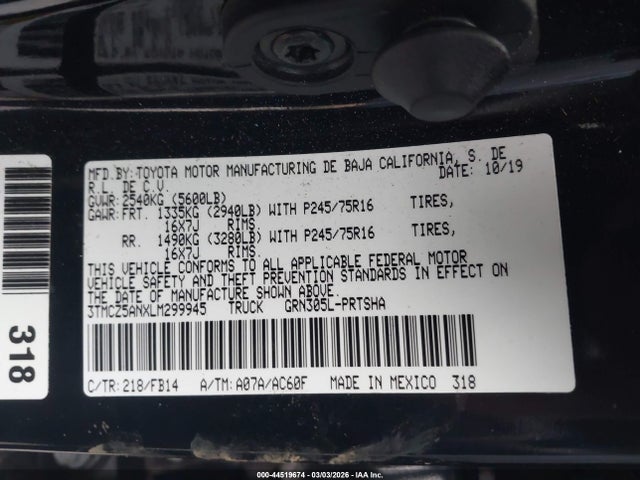 MFD.BY: TOYOTA MOTOR MANUFACTURING DE BAJA CALIFORNIA, S. DE
R.L. DE C.V. DATE: 10/19
GVWR: 2540KG (5600LB)
GAWR: FRT. 1335KG (2940LB) WITH P245/75R16 TIRES,
16X7J RIMS.
RR. 1490KG (3280LB) WITH P245/75R16 TIRES,
16X7J RIMS.
THIS VEHICLE CONFORMS TO ALL APPLICABLE FEDERAL MOTOR
VEHICLE SAFETY AND THEFT PREVENTION STANDARDS IN EFFECT ON
THE DATE OF MANUFACTURE SHOWN ABOVE.
3TMCZ5ANXLM299945 TRUCK GRN305L-PRTSHA
C/TR: 218/FB14 A/TM: A07A/AC60F MADE IN MEXICO 318
318
000-44519674 - 03/03/2026 - IAA Inc.